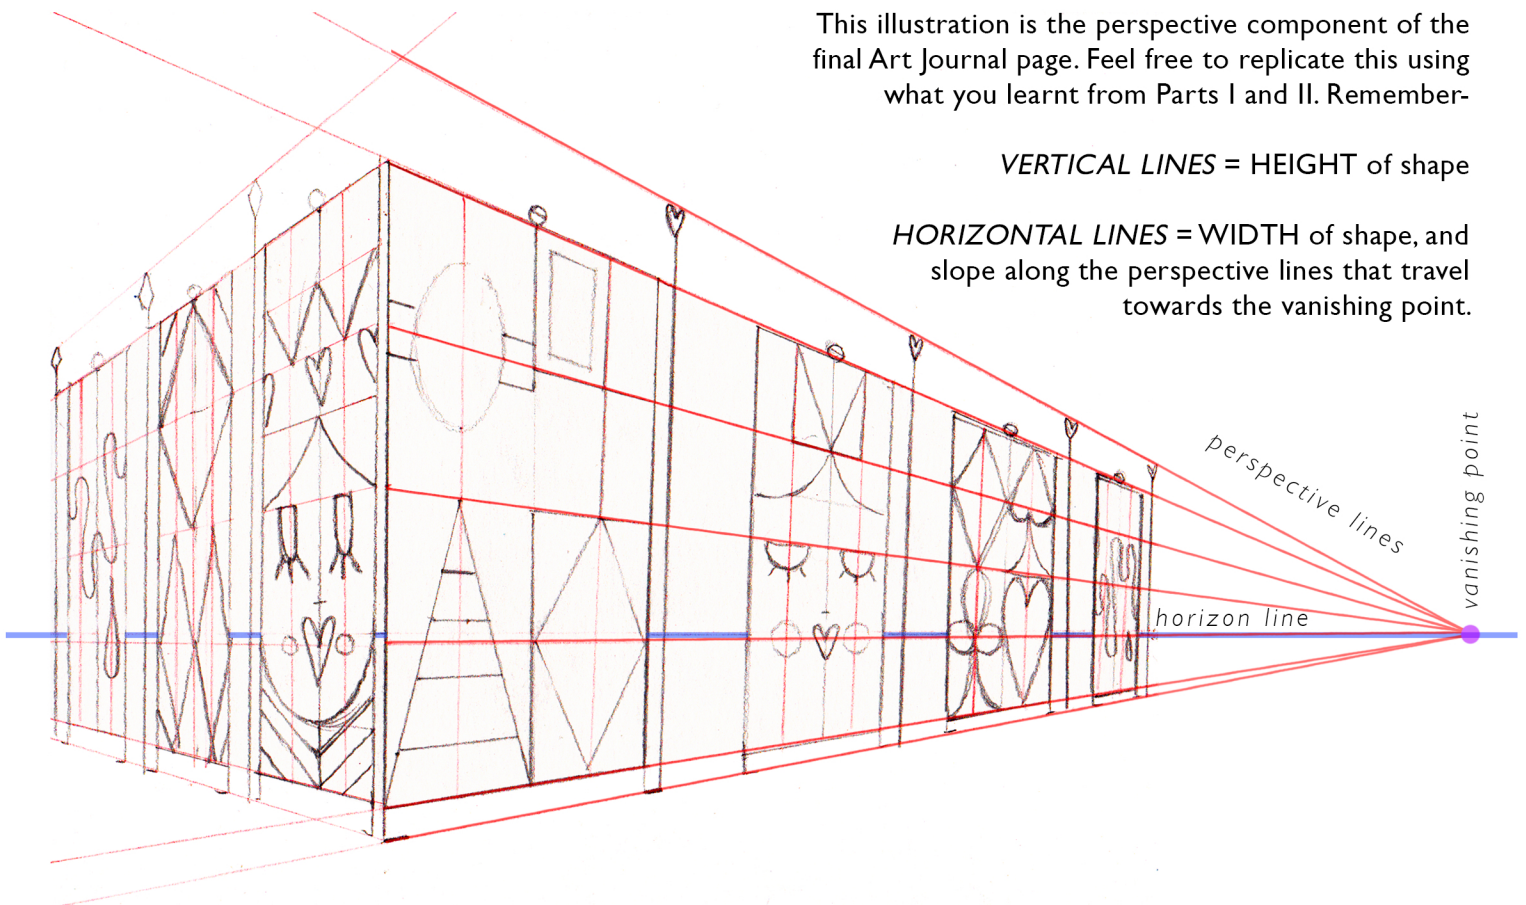 This illustration is the perspective component of the
final Art Journal page. Feel free to replicate this using
what you learnt from Parts I and II. Remember-
VERTICAL LINES = HEIGHT of shape
HORIZONTAL LINES = WIDTH of shape, and
slope along the perspective lines that travel
towards the vanishing point.
perspective lines
vanishing point
horizon line